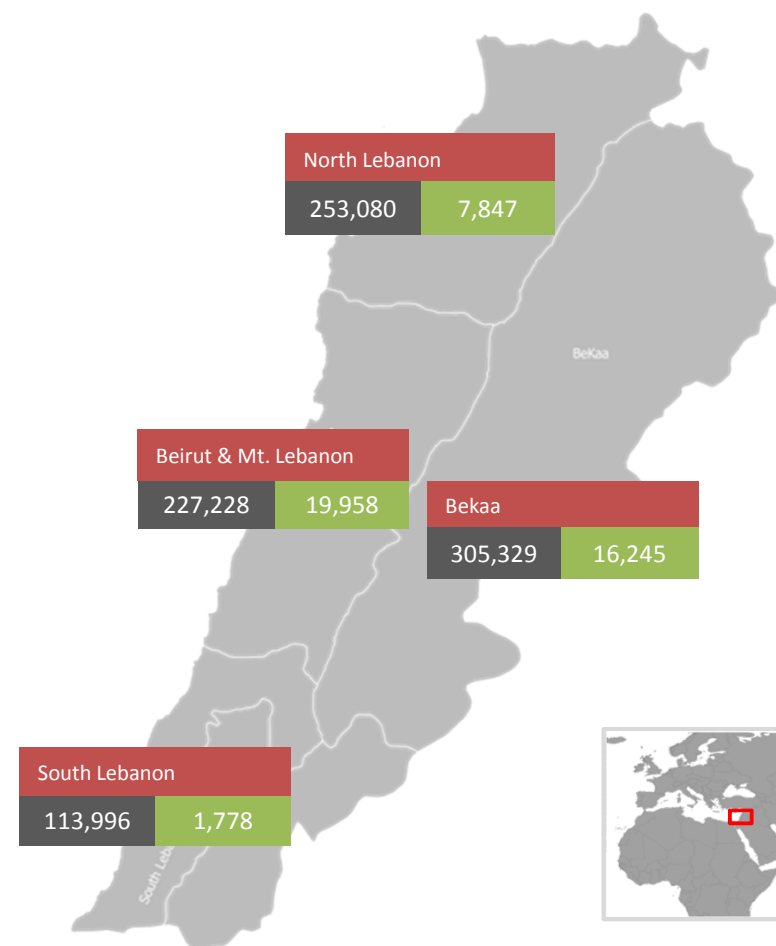 North Lebanon
253,080 7,847
BeKaa
Beirut & Mt. Lebanon
227,228 19,958
Bekaa
305,329 16,245
South Lebanon
113,996 1,778
South